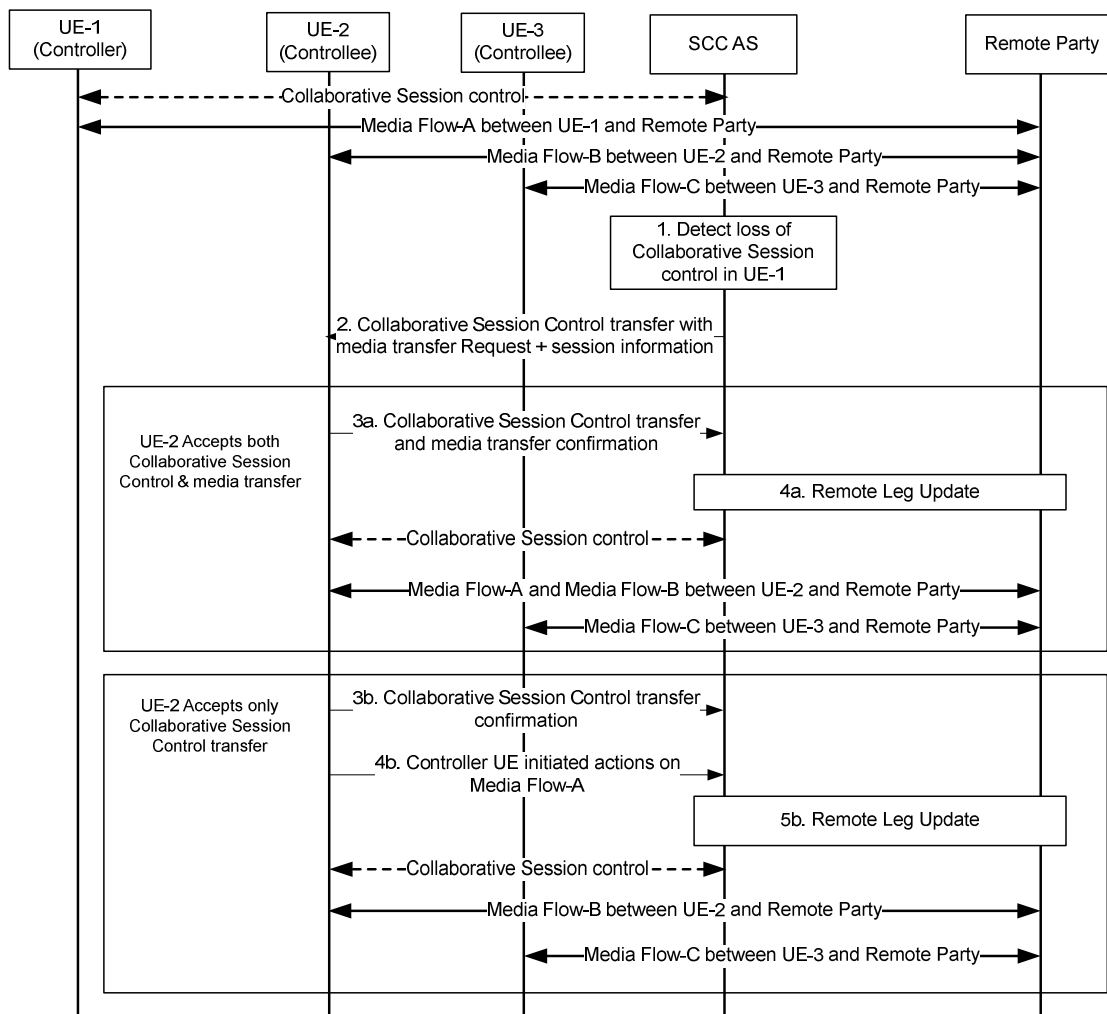 UE-1
(Controller)
UE-2
(Controllee)
UE-3
(Controllee)
SCC AS
Remote Party
Collaborative Session control
Media Flow-A between UE-1 and Remote Party
Media Flow-B between UE-2 and Remote Party
Media Flow-C between UE-3 and Remote Party
1. Detect loss of
Collaborative Session
control in UE-1
2. Collaborative Session Control transfer with
media transfer Request + session information
UE-2 Accepts both
Collaborative Session
Control & media transfer
3a. Collaborative Session Control transfer
and media transfer confirmation
4a. Remote Leg Update
Collaborative Session control
Media Flow-A and Media Flow-B between UE-2 and Remote Party
Media Flow-C between UE-3 and Remote Party
UE-2 Accepts only
Collaborative Session
Control transfer
3b. Collaborative Session Control transfer
confirmation
4b. Controller UE initiated actions on
Media Flow-A
5b. Remote Leg Update
Collaborative Session control
Media Flow-B between UE-2 and Remote Party
Media Flow-C between UE-3 and Remote Party